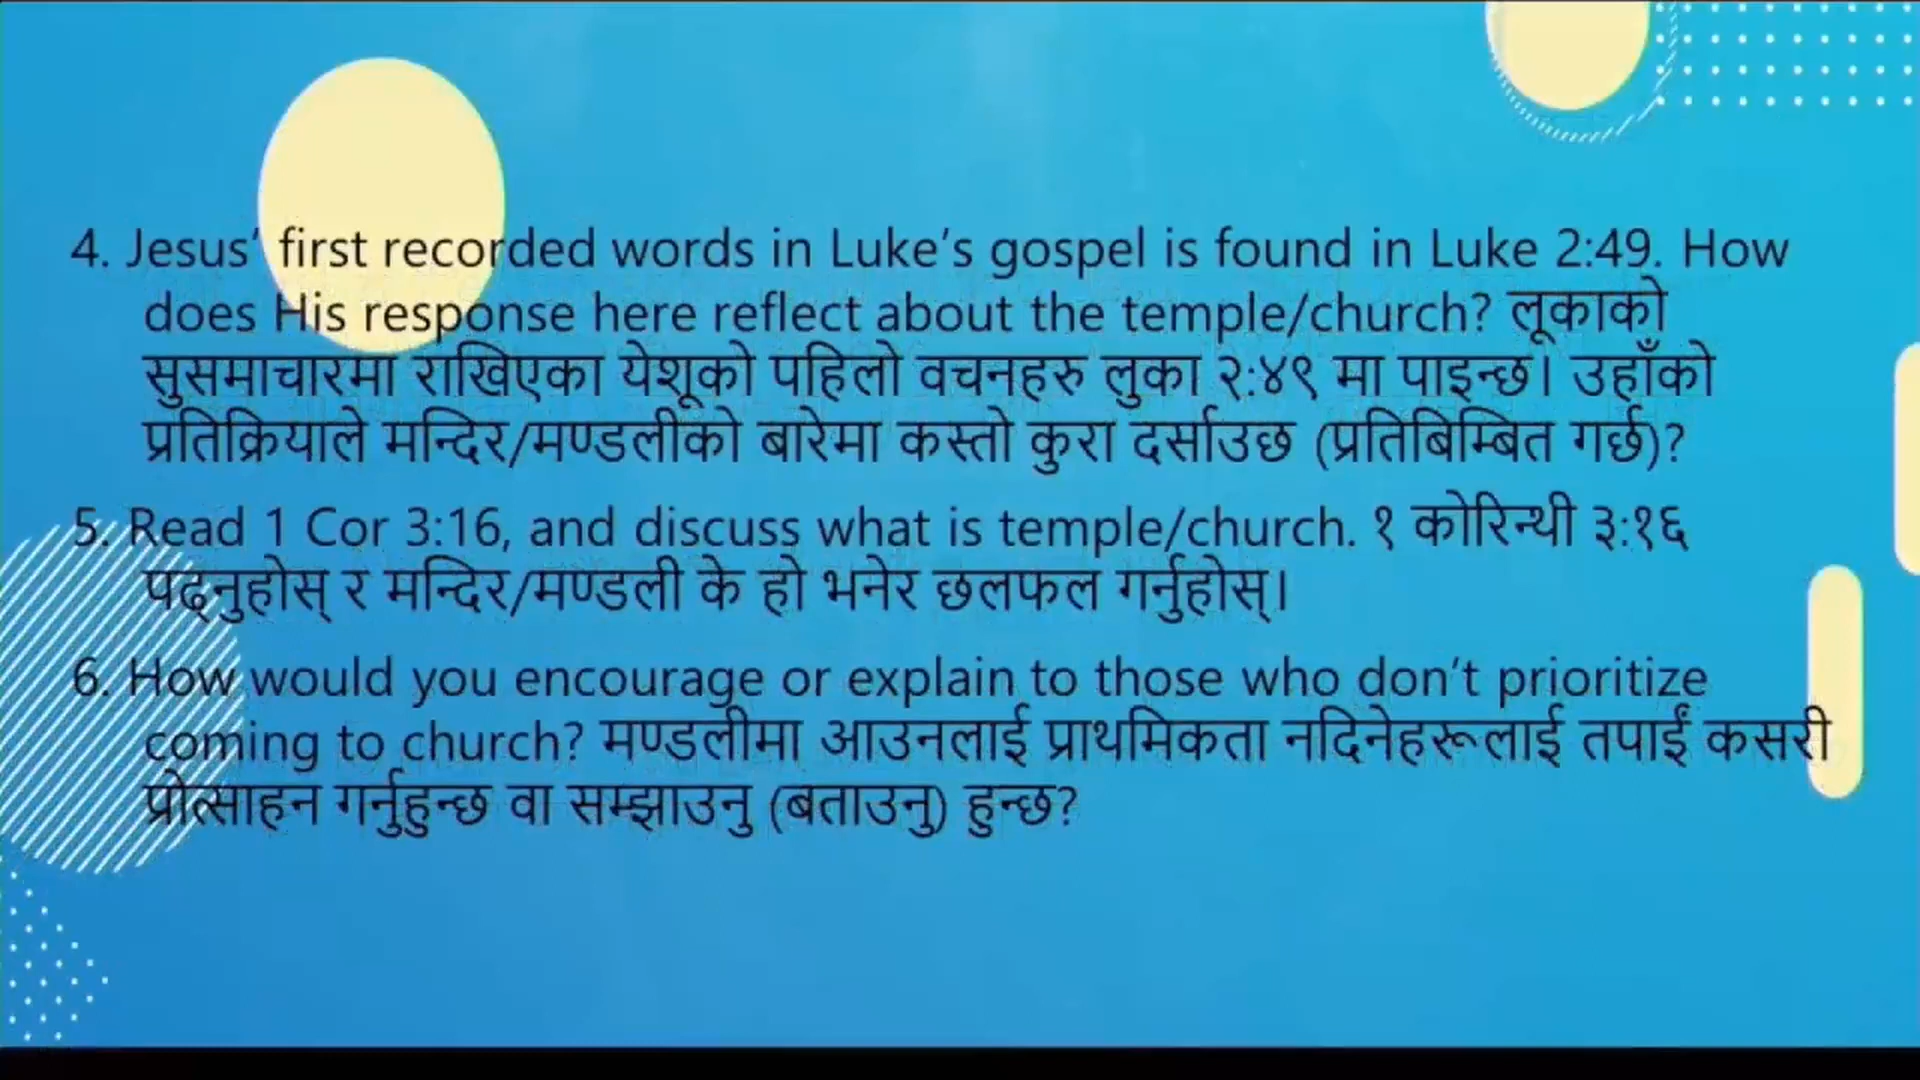 4. Jesus’ first recorded words in Luke’s gospel is found in Luke 2:49. How
does His response here reflect about the temple/church? लूकाको
सुसमाचारमा राखिएका येशूको पहिलो वचनहरु लुका २:४९ मा पाइन्छ। उहाँको
प्रतिक्रियाले मन्दिर/मण्डलीको बारेमा कस्तो कुरा दर्साउछ (प्रतिबिम्बित गर्छ)?
5. Read 1 Cor 3:16, and discuss what is temple/church. १ कोरिन्थी ३:१६
पढ्नुहोस् र मन्दिर/मण्डली के हो भनेर छलफल गर्नुहोस्।
6. How would you encourage or explain to those who don’t prioritize
coming to church? मण्डलीमा आउनलाई प्राथमिकता नदिनेहरूलाई तपाईं कसरी
प्रोत्साहन गर्नुहुन्छ वा सम्झाउनु (बताउनु) हुन्छ?